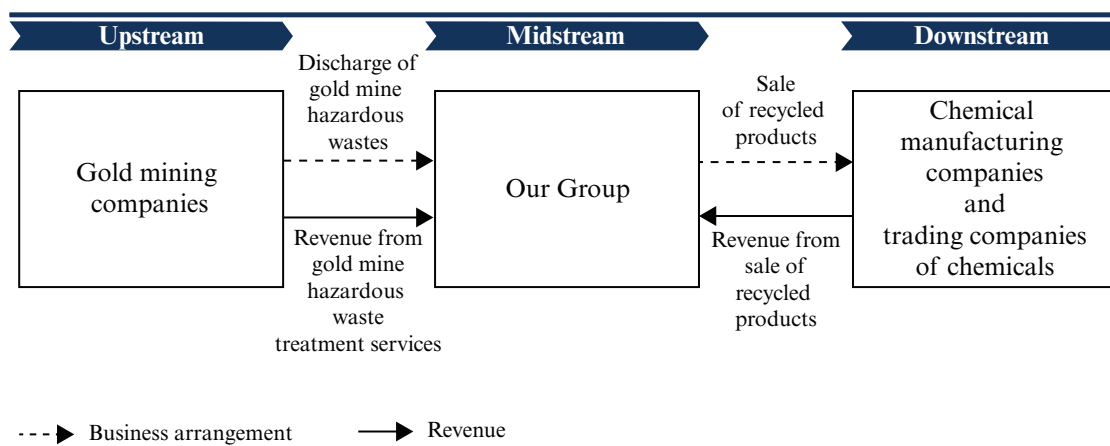 Upstream
Midstream
Downstream
Discharge of
gold mine
hazardous
wastes
Sale
of recycled
products
Gold mining
companies
Our Group
Chemical
manufacturing
companies
and
trading companies
of chemicals
Revenue from
gold mine
hazardous
waste
treatment services
Revenue from
sale of
recycled
products
Business arrangement
Revenue